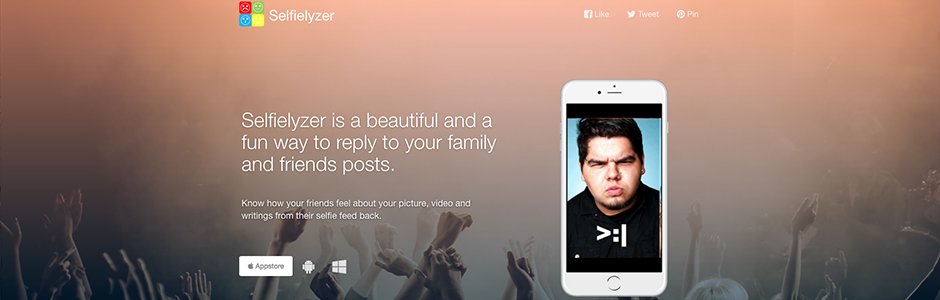 Selfielyzer
Like
Tweet
Pin
Selfielyzer is a beautiful and a
fun way to reply to your family
and friends posts.
Know how your friends feel about your picture, video and
writings from their selfie feed back.
Appstore
>:|